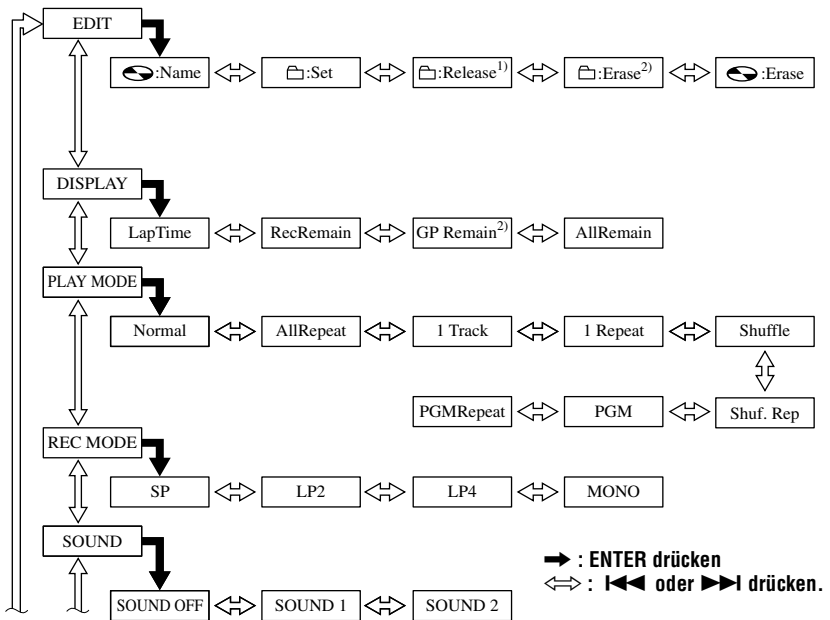 EDIT
:Name
:Set
:Release1)
:Erase2)
:Erase
DISPLAY
LapTime
RecRemain
GP Remain2)
AllRemain
PLAY MODE
Normal
AllRepeat
1 Track
1 Repeat
Shuffle
PGMRepeat
PGM
Shuf. Rep
REC MODE
SP
LP2
LP4
MONO
SOUND
SOUND OFF
SOUND 1
SOUND 2
: ENTER drücken
: oder drücken.